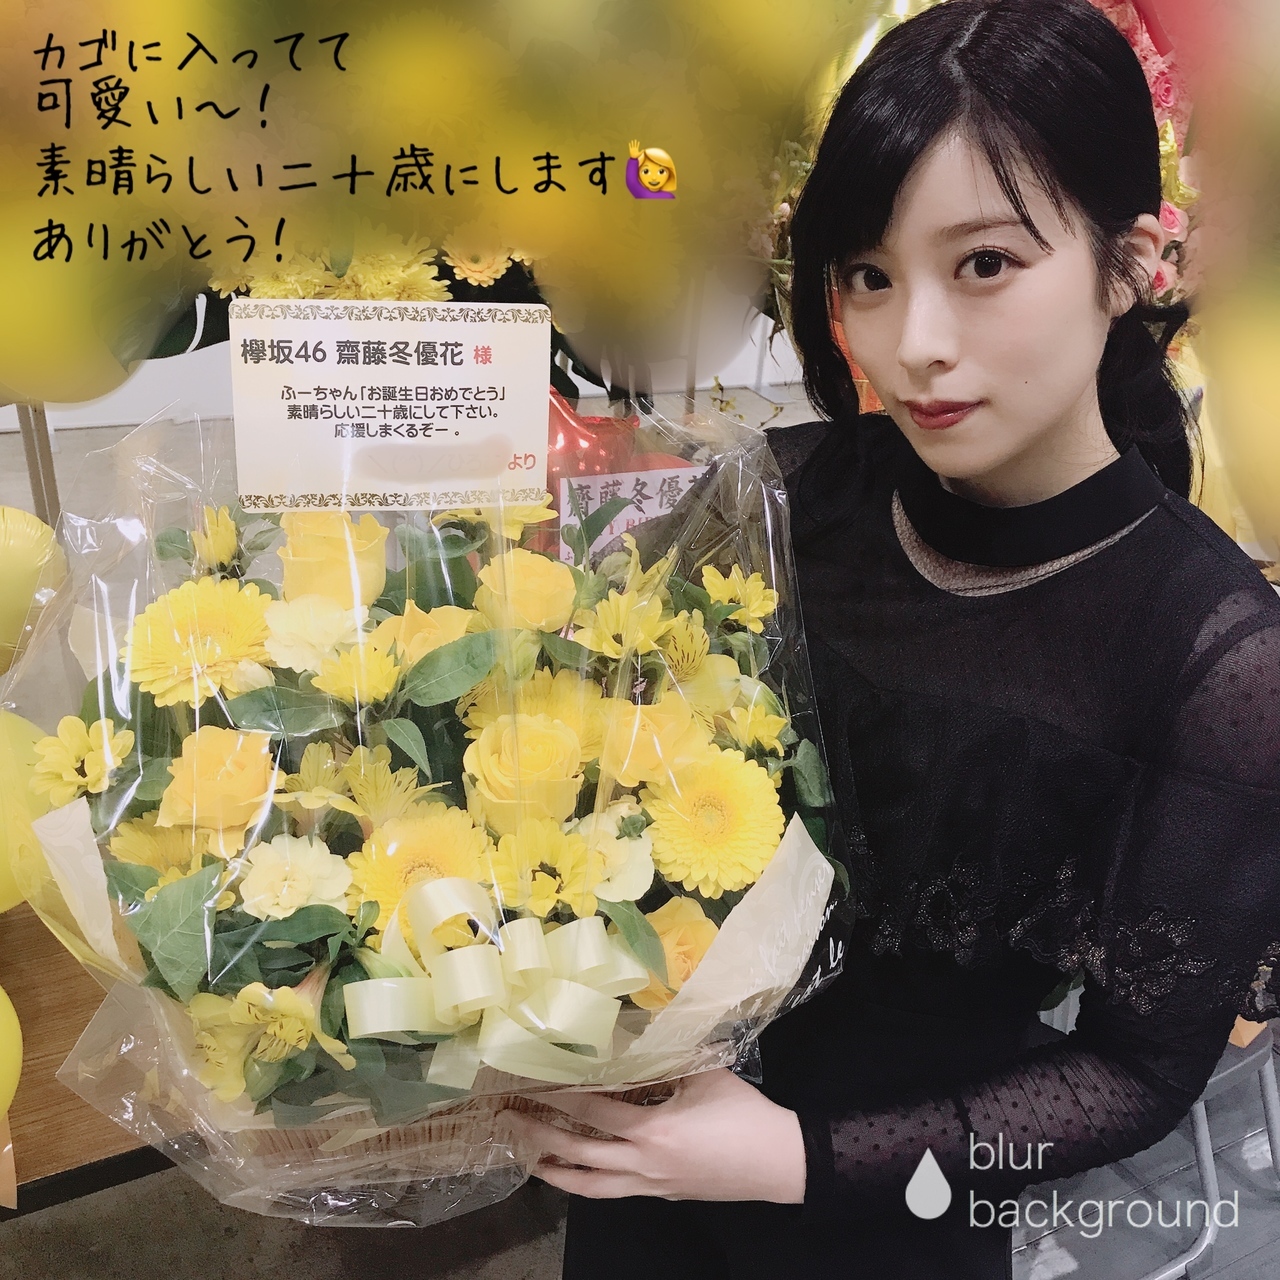 カゴに入ってて
可愛い〜!
素晴らしい二十歳にします🙋‍♀️
ありがとう!
欅坂46 齋藤冬優花 様
ふーちゃん「お誕生日おめでとう」
素晴らしい二十歳にして下さい。
応援しまくるぞー 。
より
齋藤冬優花
blur
background